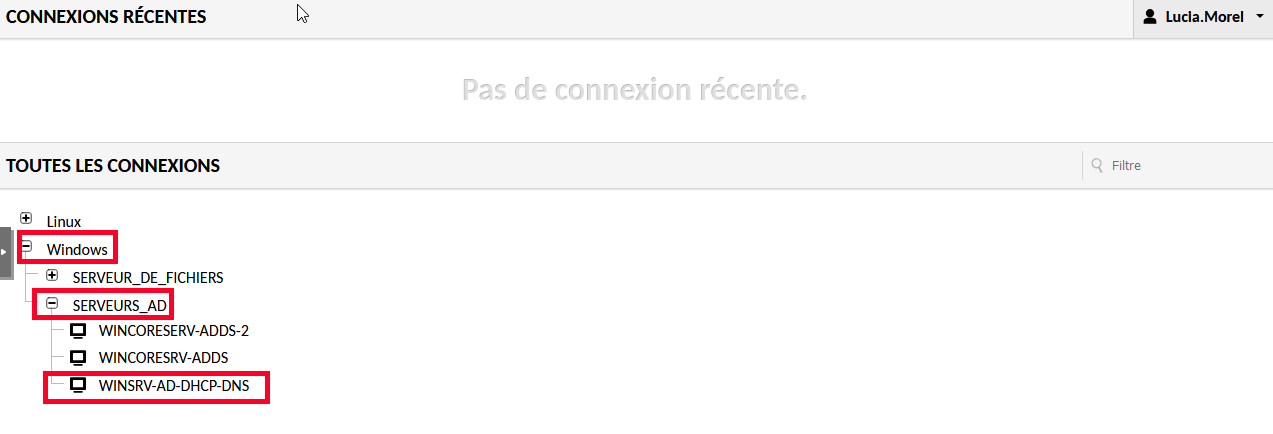 CONNEXIONS RÉCENTES
LucIa.Morel
Pas de connexion récente.
TOUTES LES CONNEXIONS
Filtre
Linux
Windows
SERVEUR_DE_FICHIERS
SERVEURS_AD
WINCORESERV-ADDS-2
WINCORESRV-ADDS
WINSRV-AD-DHCP-DNS